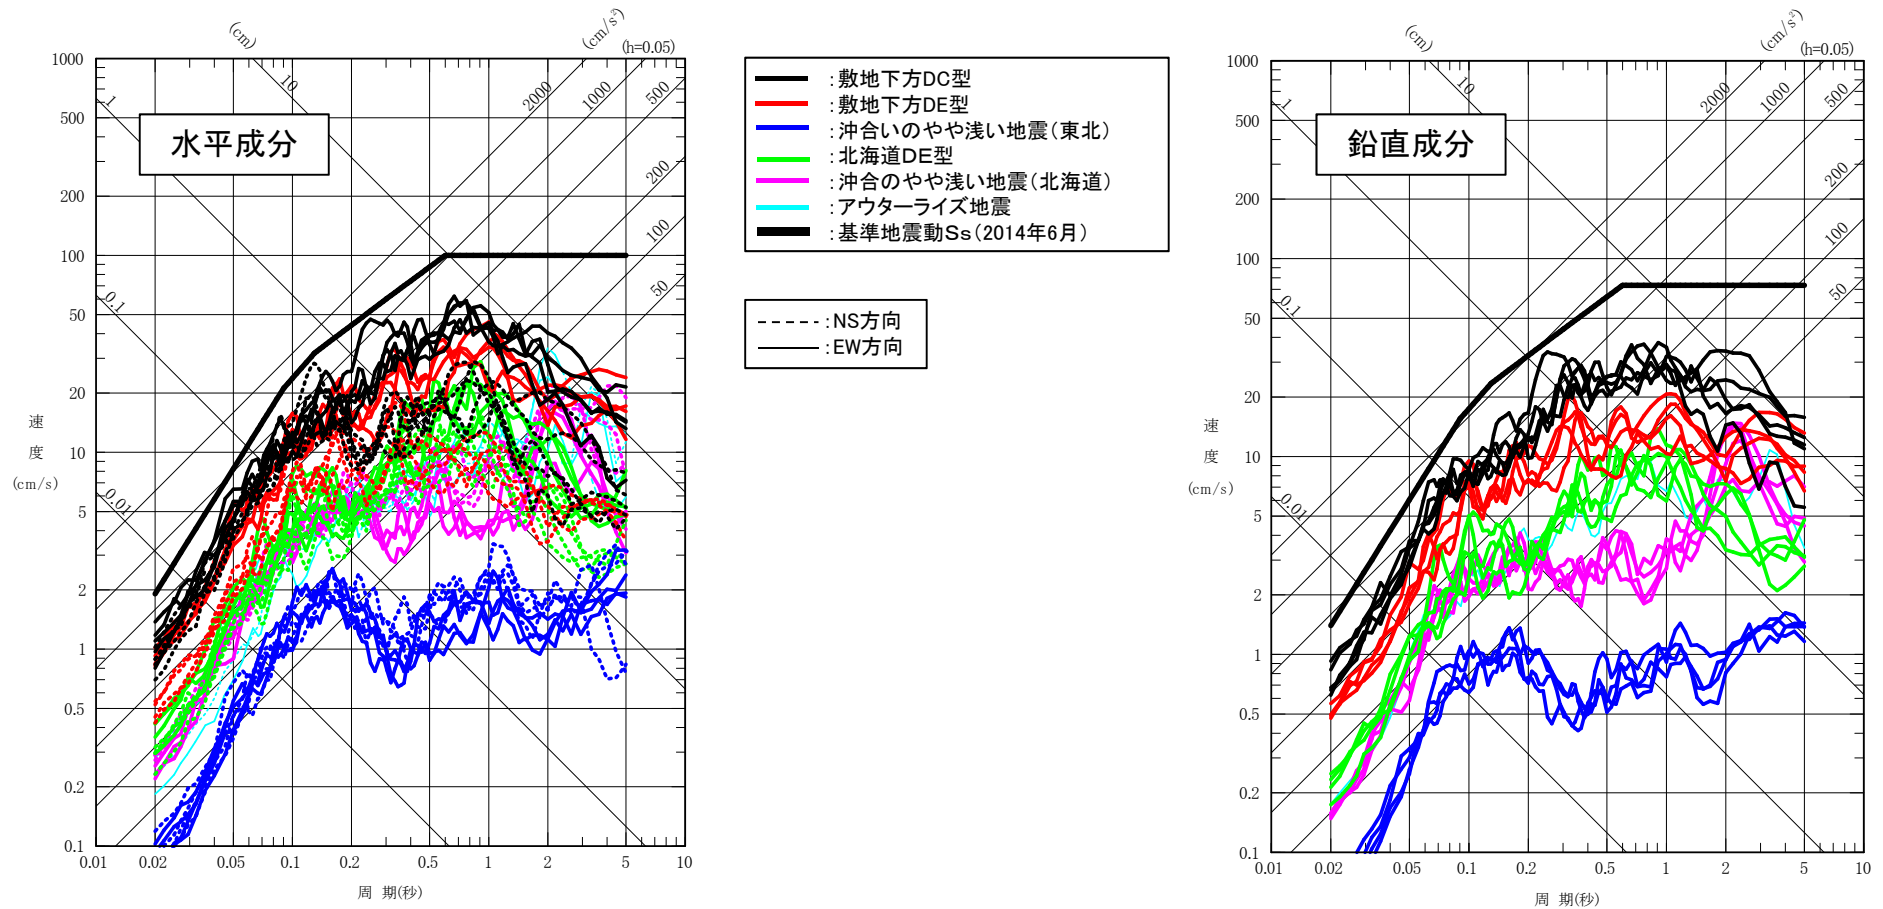 (cm)
(cm/s²)
(h=0.05)
1000
500
200
100
50
20
10
5
2
1
0.5
0.2
0.1
速
度
(cm/s)
水平成分
1
10
0.1
0.01
2000
1000
500
200
100
50
0.01
0.02
0.05
0.1
0.2
0.5
1
2
5
10
周 期(秒)
:敷地下方DC型
:敷地下方DE型
:沖合いのやや浅い地震(東北)
:北海道DE型
:沖合のやや浅い地震(北海道)
:アウターライズ地震
:基準地震動Ss(2014年6月)
:NS方向
:EW方向
(cm)
(cm/s²)
(h=0.05)
1000
500
200
100
50
20
10
5
2
1
0.5
0.2
0.1
速
度
(cm/s)
鉛直成分
1
10
0.1
0.01
2000
1000
500
200
100
50
0.01
0.02
0.05
0.1
0.2
0.5
1
2
5
10
周 期(秒)